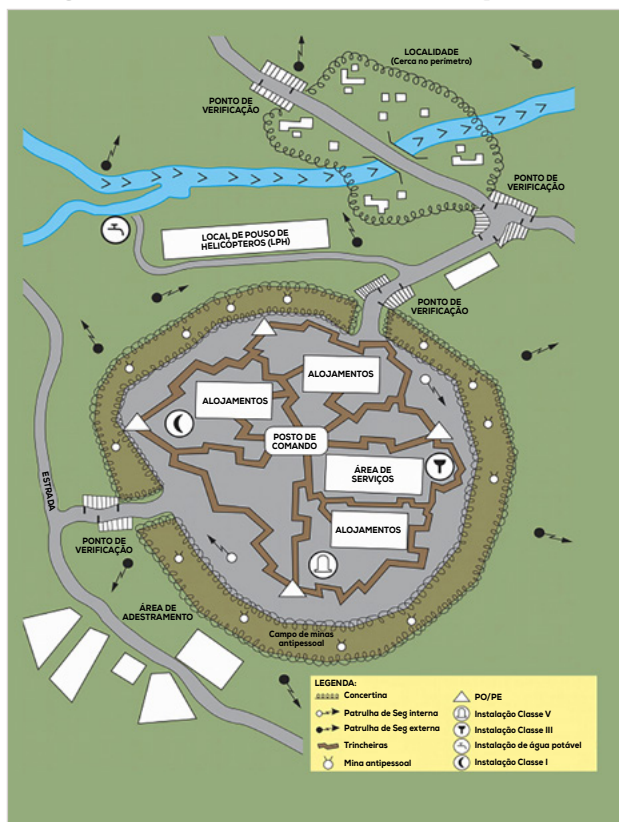 LOCALIDADE
(Cerca no perímetro)
PONTO DE
VERIFICAÇÃO
PONTO DE
VERIFICAÇÃO
LOCAL DE POUSO DE
HELICÓPTEROS (LPH)
PONTO DE
VERIFICAÇÃO
ALOJAMENTOS
ALOJAMENTOS
POSTO DE
COMANDO
ÁREA DE
SERVIÇOS
ESTRADA
ALOJAMENTOS
PONTO DE
VERIFICAÇÃO
ÁREA DE
ADESTRAMENTO
Campo de minas
antipessoal
LEGENDA:
Concertina
Patrulha de Seg interna
Patrulha de Seg externa
Trincheiras
Mina antipessoal
PO/PE
Instalação Classe V
Instalação Classe III
Instalação de água potável
Instalação Classe I